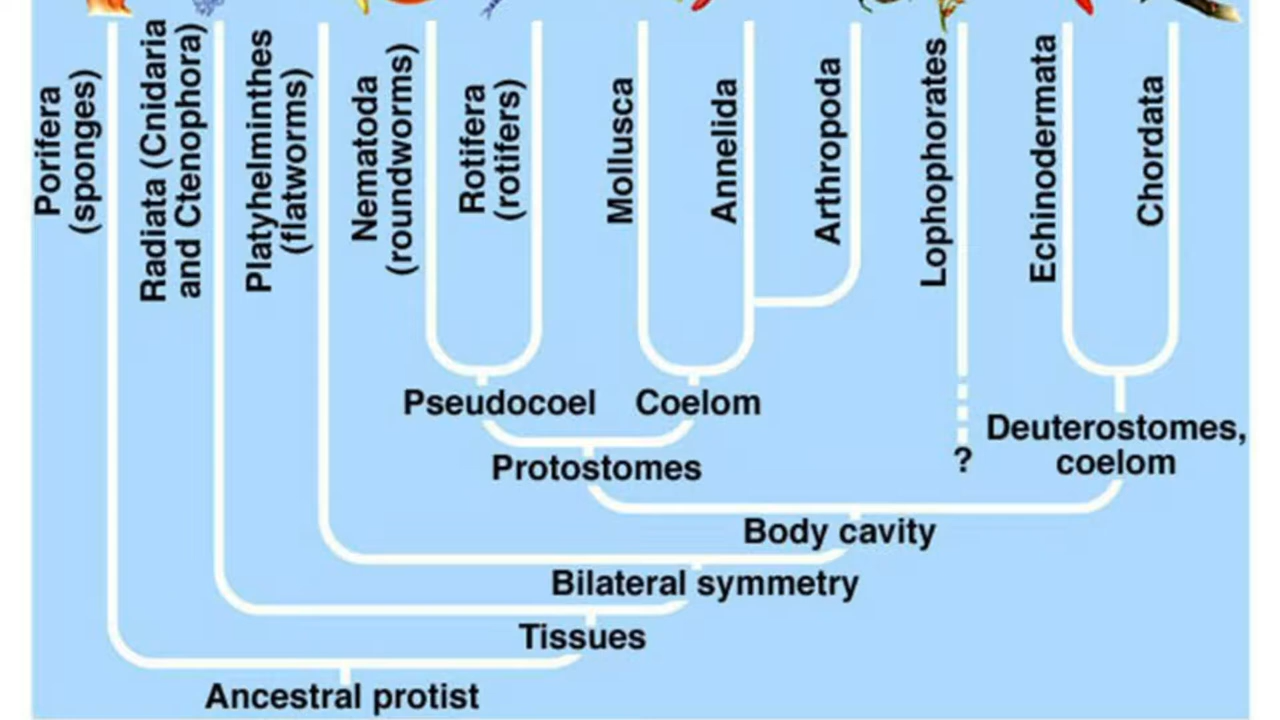 Porifera
(sponges)
Radiata (Cnidaria
and Ctenophora)
Platyhelminthes
(flatworms)
Nematoda
(roundworms)
Rotifera
(rotifers)
Mollusca
Annelida
Arthropoda
Lophophorates
Echinodermata
Chordata
Pseudocoel
Coelom
Deuterostomes,
coelom
Protostomes
?
Body cavity
Bilateral symmetry
Tissues
Ancestral protist